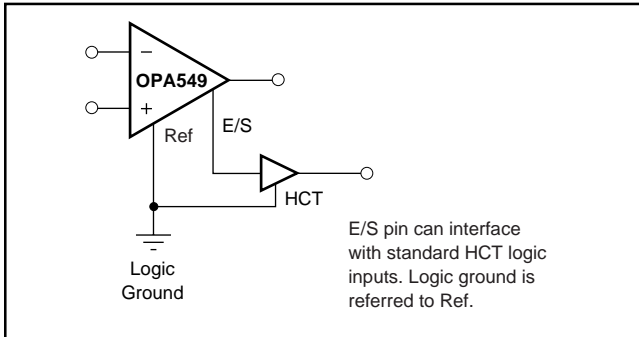 −
OPA549
+
Ref
E/S
HCT
Logic
Ground
E/S pin can interface
with standard HCT logic
inputs. Logic ground is
referred to Ref.